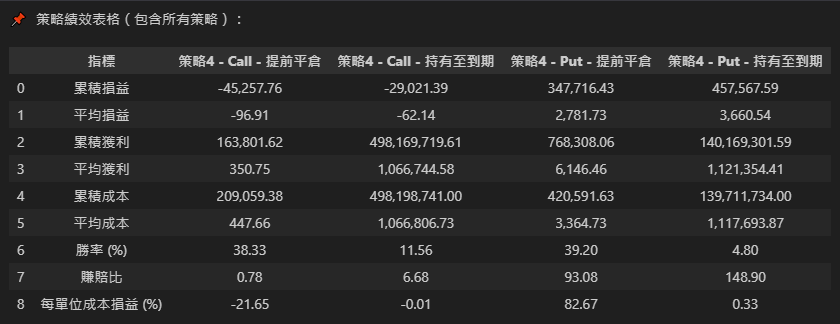 📌 策略績效表格（包含所有策略）：
指標 策略4 - Call - 提前平倉 策略4 - Call - 持有至到期 策略4 - Put - 提前平倉 策略4 - Put - 持有至到期
0 累積損益 -45,257.76 -29,021.39 347,716.43 457,567.59
1 平均損益 -96.91 -62.14 2,781.73 3,660.54
2 累積獲利 163,801.62 498,169,719.61 768,308.06 140,169,301.59
3 平均獲利 350.75 1,066,744.58 6,146.46 1,121,354.41
4 累積成本 209,059.38 498,198,741.00 420,591.63 139,711,734.00
5 平均成本 447.66 1,066,806.73 3,364.73 1,117,693.87
6 勝率 (%) 38.33 11.56 39.20 4.80
7 賺賠比 0.78 6.68 93.08 148.90
8 每單位成本損益 (%) -21.65 -0.01 82.67 0.33